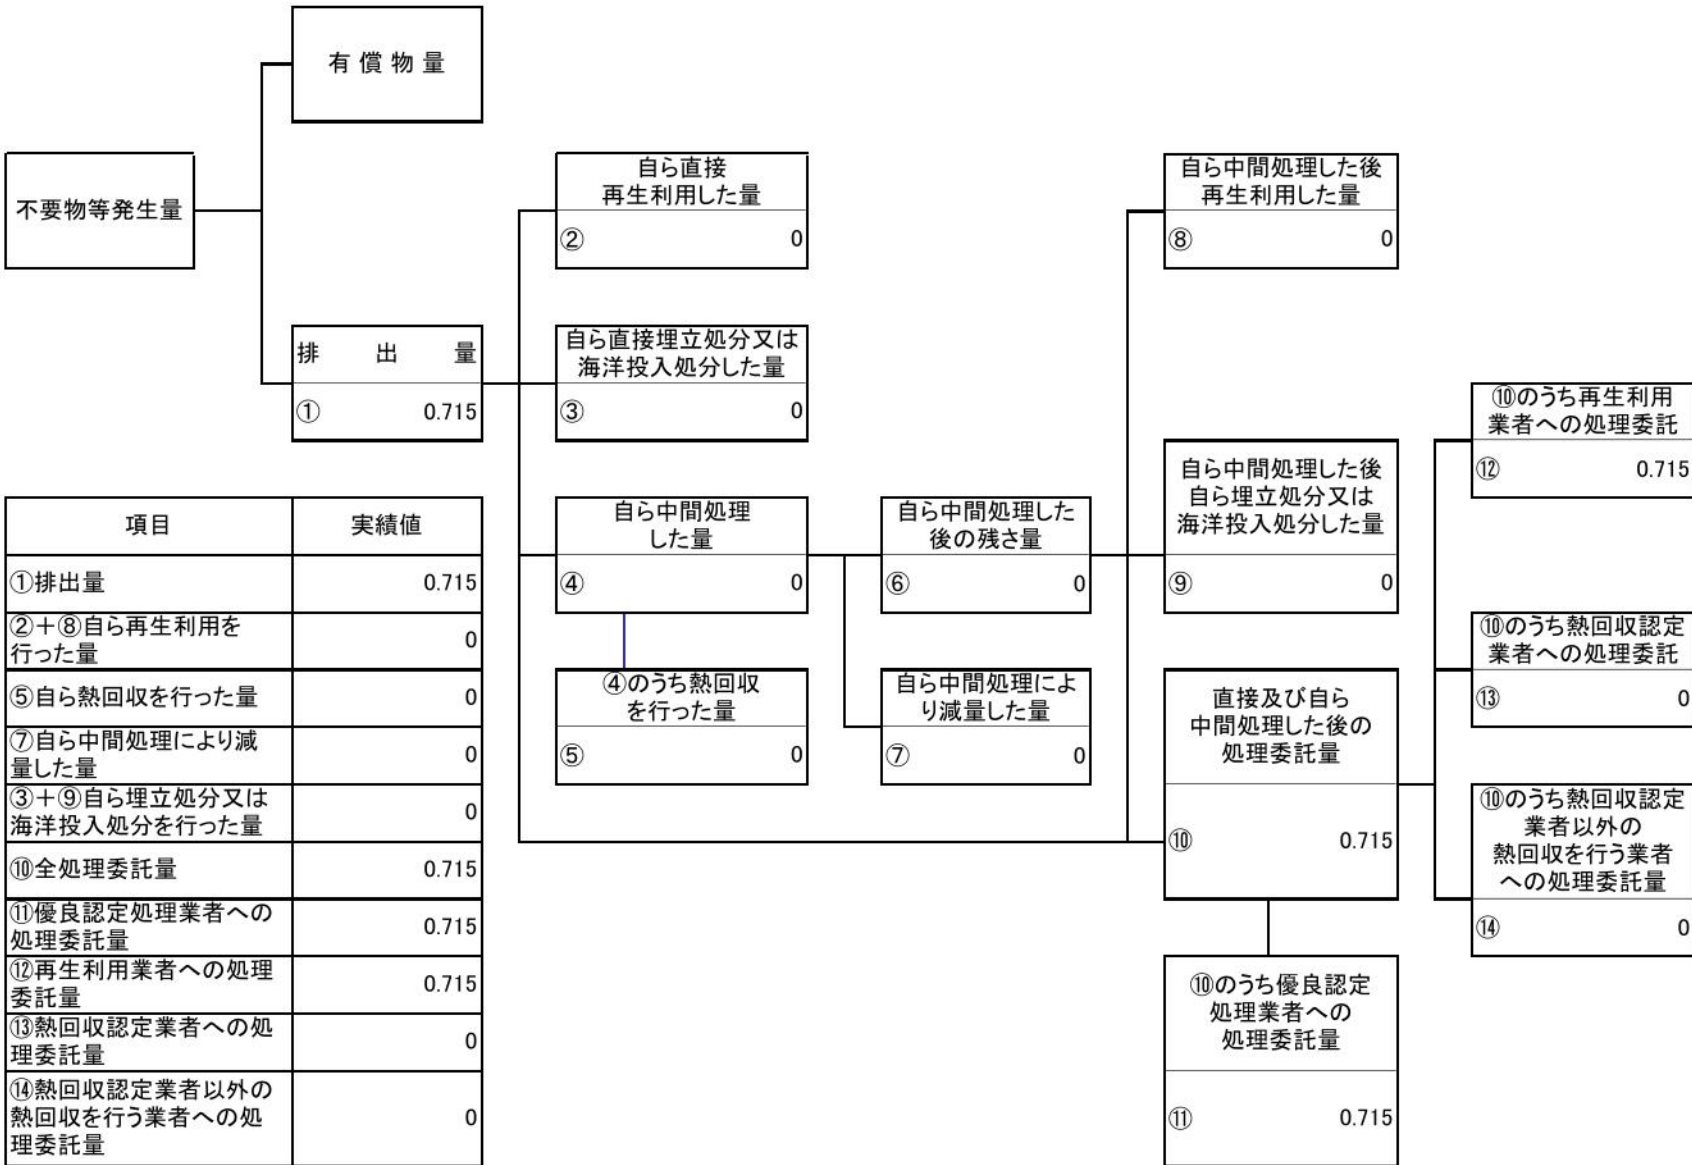 有 償 物 量
不要物等発生量
自ら直接
再生利用した量
② 0
自ら中間処理した後
再生利用した量
⑧ 0
排 出 量
① 0.715
自ら直接埋立処分又は
海洋投入処分した量
③ 0
⑩のうち再生利用
業者への処理委託
⑫ 0.715
自ら中間処理した後
自ら埋立処分又は
海洋投入処分した量
⑨ 0
自ら中間処理
した量
④ 0
自ら中間処理した
後の残さ量
⑥ 0
⑩のうち熱回収認定
業者への処理委託
⑬ 0
④のうち熱回収
を行った量
⑤ 0
自ら中間処理によ
り減量した量
⑦ 0
直接及び自ら
中間処理した後の
処理委託量
⑩ 0.715
⑩のうち熱回収認定
業者以外の
熱回収を行う業者
への処理委託量
⑭ 0
⑩のうち優良認定
処理業者への
処理委託量
⑪ 0.715
項目 実績値
①排出量 0.715
②＋⑧自ら再生利用を
行った量 0
⑤自ら熱回収を行った量 0
⑦自ら中間処理により減
量した量 0
③＋⑨自ら埋立処分又は
海洋投入処分を行った量 0
⑩全処理委託量 0.715
⑪優良認定処理業者への
処理委託量 0.715
⑫再生利用業者への処理
委託量 0.715
⑬熱回収認定業者への処
理委託量 0
⑭熱回収認定業者以外の
熱回収を行う業者への処
理委託量 0